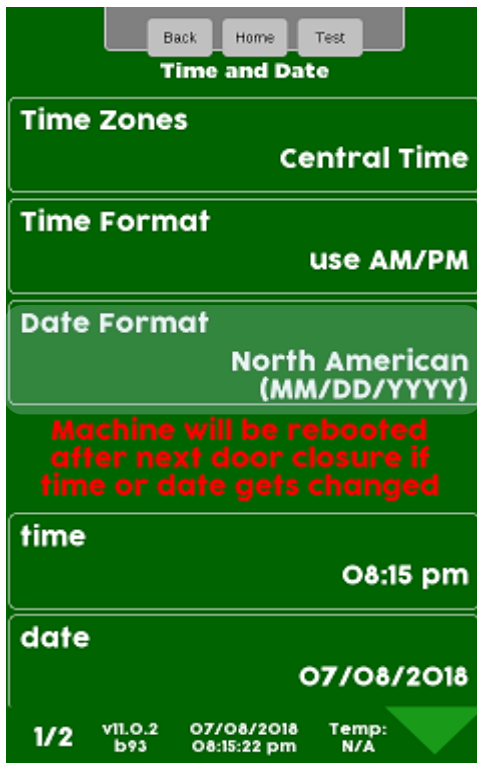 Back Home Test
Time and Date
Time Zones
Central Time
Time Format
use AM/PM
Date Format
North American
(MM/DD/YYYY)
Machine will be rebooted
after next door closure if
time or date gets changed
time
08:15 pm
date
07/08/2018
1/2 v11.0.2 07/08/2018 Temp:
b93 08:15:22 pm N/A